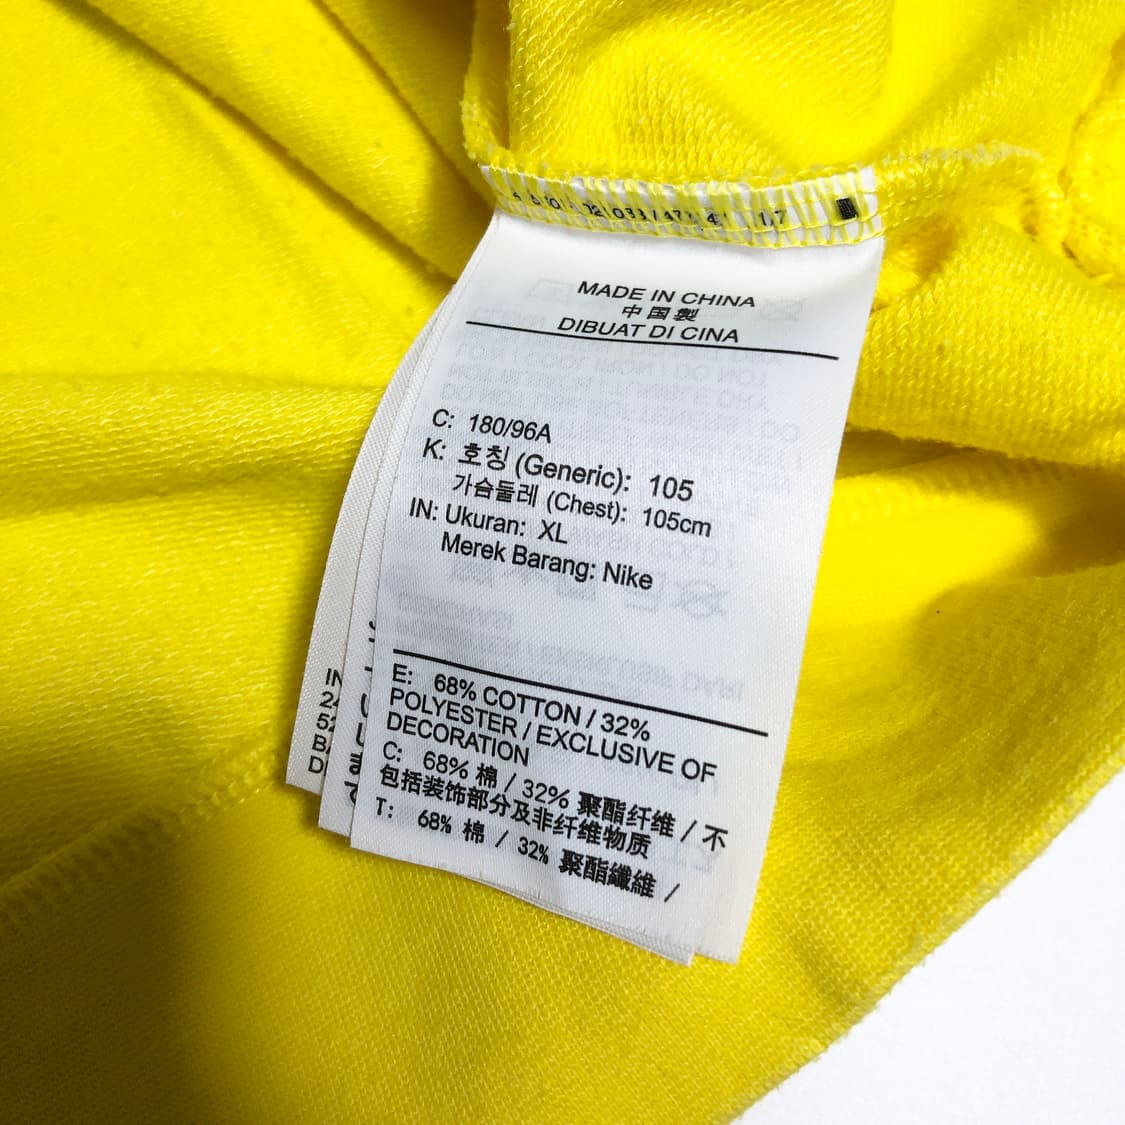 MADE IN CHINA
中国製
DIBUAT DI CINA
C: 180/96A
K: 호칭 (Generic): 105
가슴둘레 (Chest): 105cm
IN: Ukuran: XL
Merek Barang: Nike
E: 68% COTTON / 32%
POLYESTER / EXCLUSIVE OF
DECORATION
C: 68% 棉 / 32% 聚酯纤维 / 不
包括装饰部分及非纤维物质
T: 68% 棉 / 32% 聚酯纖維 /